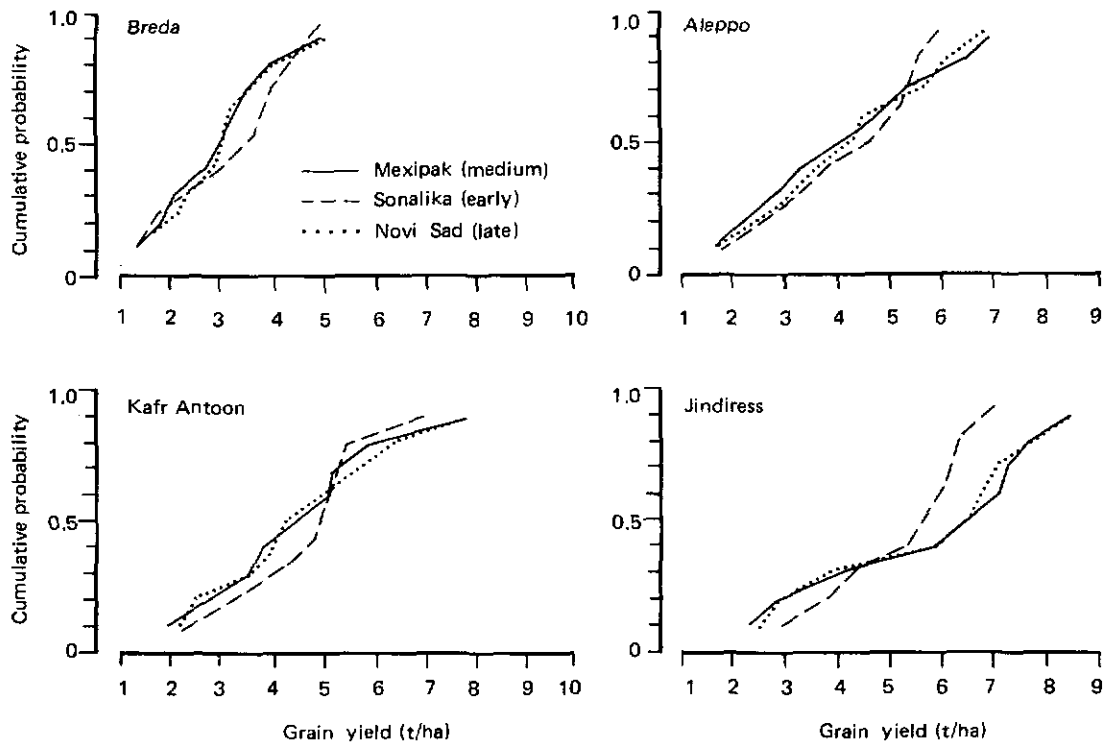 Breda
Cumulative probability
1.0
0.5
0
Mexipak (medium)
Sonalika (early)
Novi Sad (late)
1 2 3 4 5 6 7 8 9 10
Aleppo
1.0
0.5
0
1 2 3 4 5 6 7 8 9
Kafr Antoon
Cumulative probability
1.0
0.5
0
1 2 3 4 5 6 7 8 9 10
Grain yield (t/ha)
Jindiress
1.0
0.5
0
1 2 3 4 5 6 7 8 9
Grain yield (t/ha)